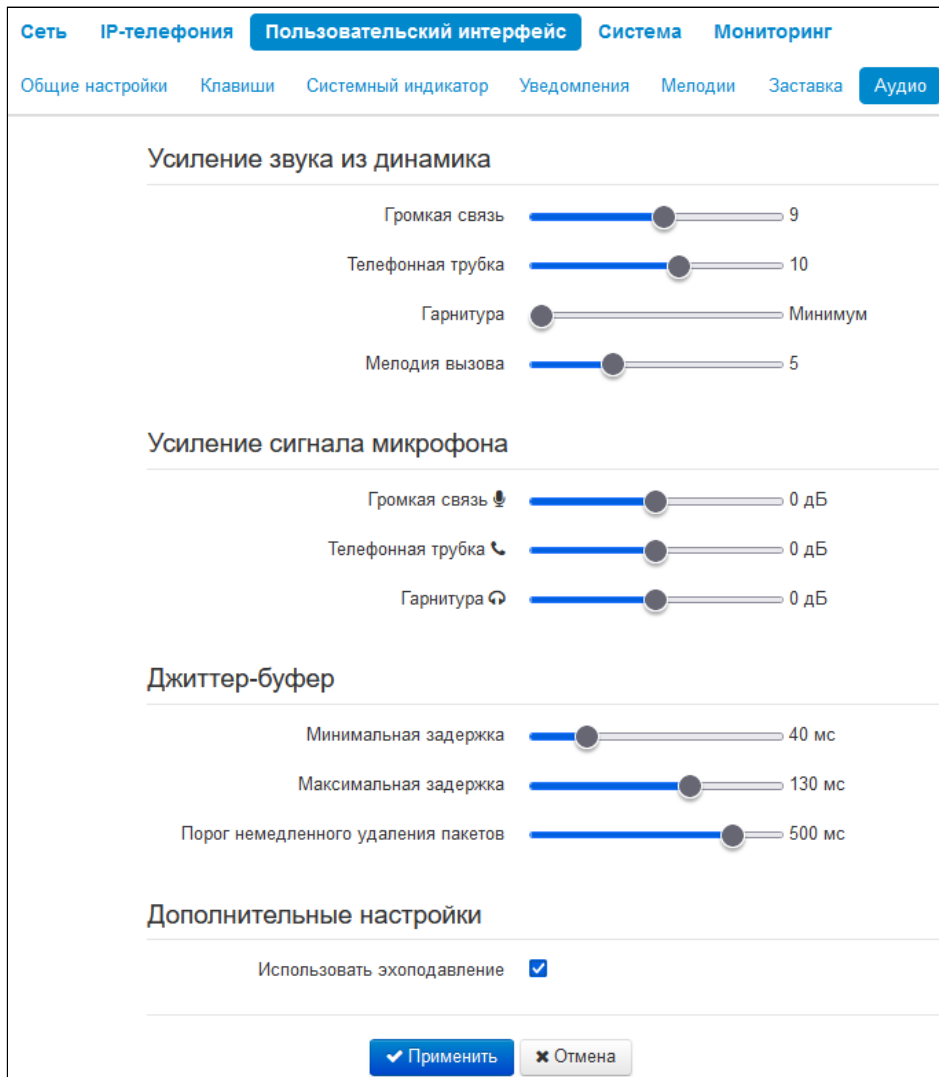 Сеть IP-телефония Пользовательский интерфейс Система Мониторинг
Общие настройки Клавиши Системный индикатор Уведомления Мелодии Заставка Аудио
Усиление звука из динамика
Громкая связь 9
Телефонная трубка 10
Гарнитура Минимум
Мелодия вызова 5
Усиление сигнала микрофона
Громкая связь 0 дБ
Телефонная трубка 0 дБ
Гарнитура 0 дБ
Джиттер-буфер
Минимальная задержка 40 мс
Максимальная задержка 130 мс
Порог немедленного удаления пакетов 500 мс
Дополнительные настройки
Использовать эхоподавление
Применить Отмена